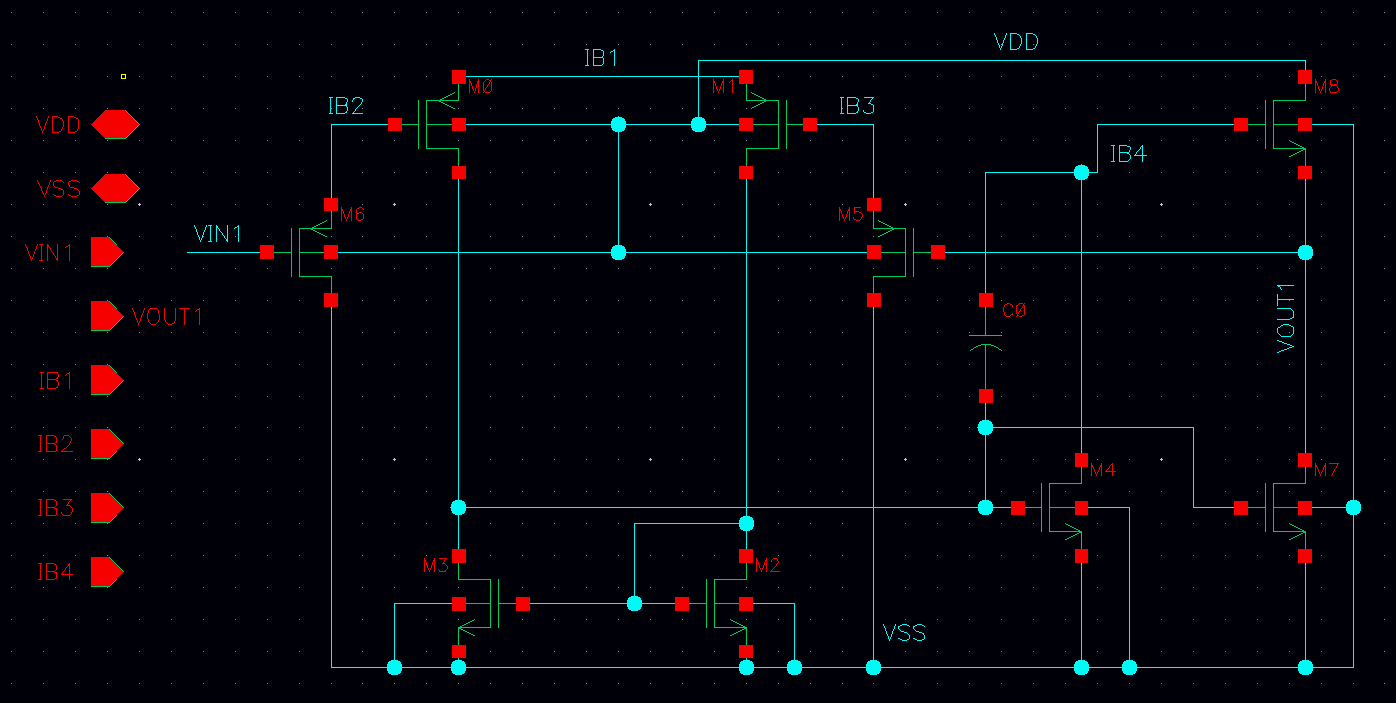 VDD
IB1
M0
M1
M8
IB2
IB3
VDD
IB4
VSS
M6
M5
VIN1
VIN1
VOUT1
C0
VOUT1
IB1
IB2
M4
M7
IB3
M3
M2
IB4
VSS